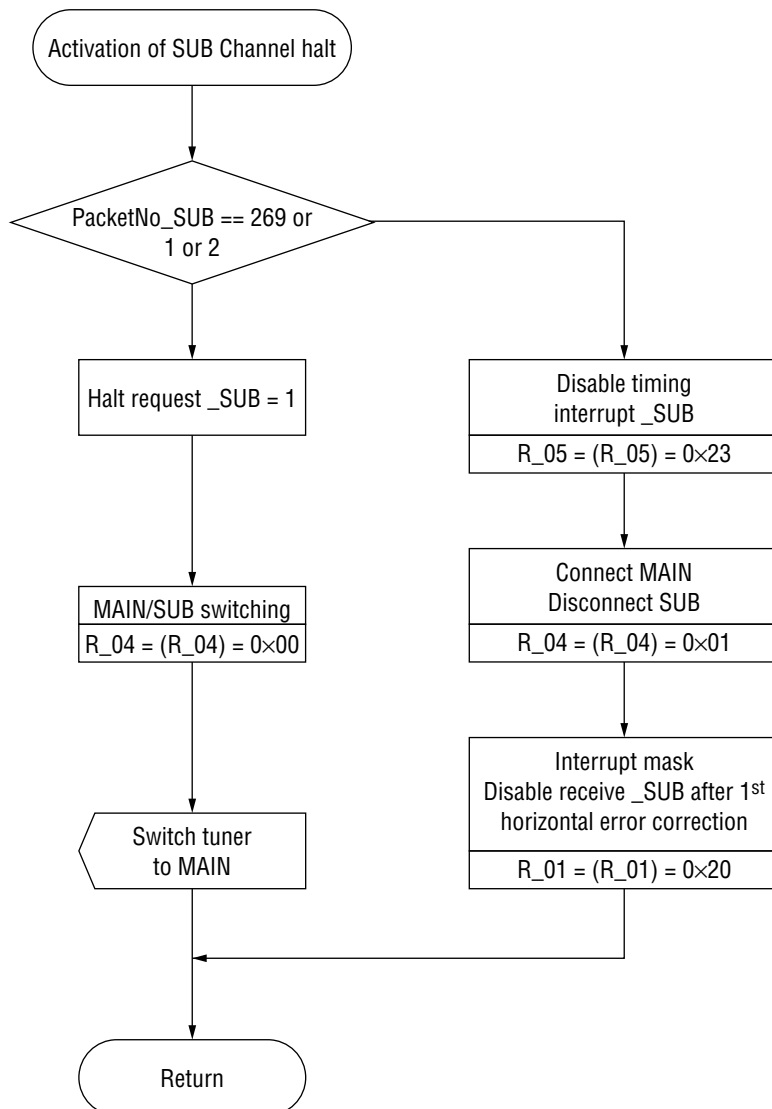 Activation of SUB Channel halt
PacketNo_SUB == 269 or
1 or 2
Halt request _SUB = 1
MAIN/SUB switching
R_04 = (R_04) = 0×00
Switch tuner
to MAIN
Disable timing
interrupt _SUB
R_05 = (R_05) = 0×23
Connect MAIN
Disconnect SUB
R_04 = (R_04) = 0×01
Interrupt mask
Disable receive _SUB after 1st
horizontal error correction
R_01 = (R_01) = 0×20
Return